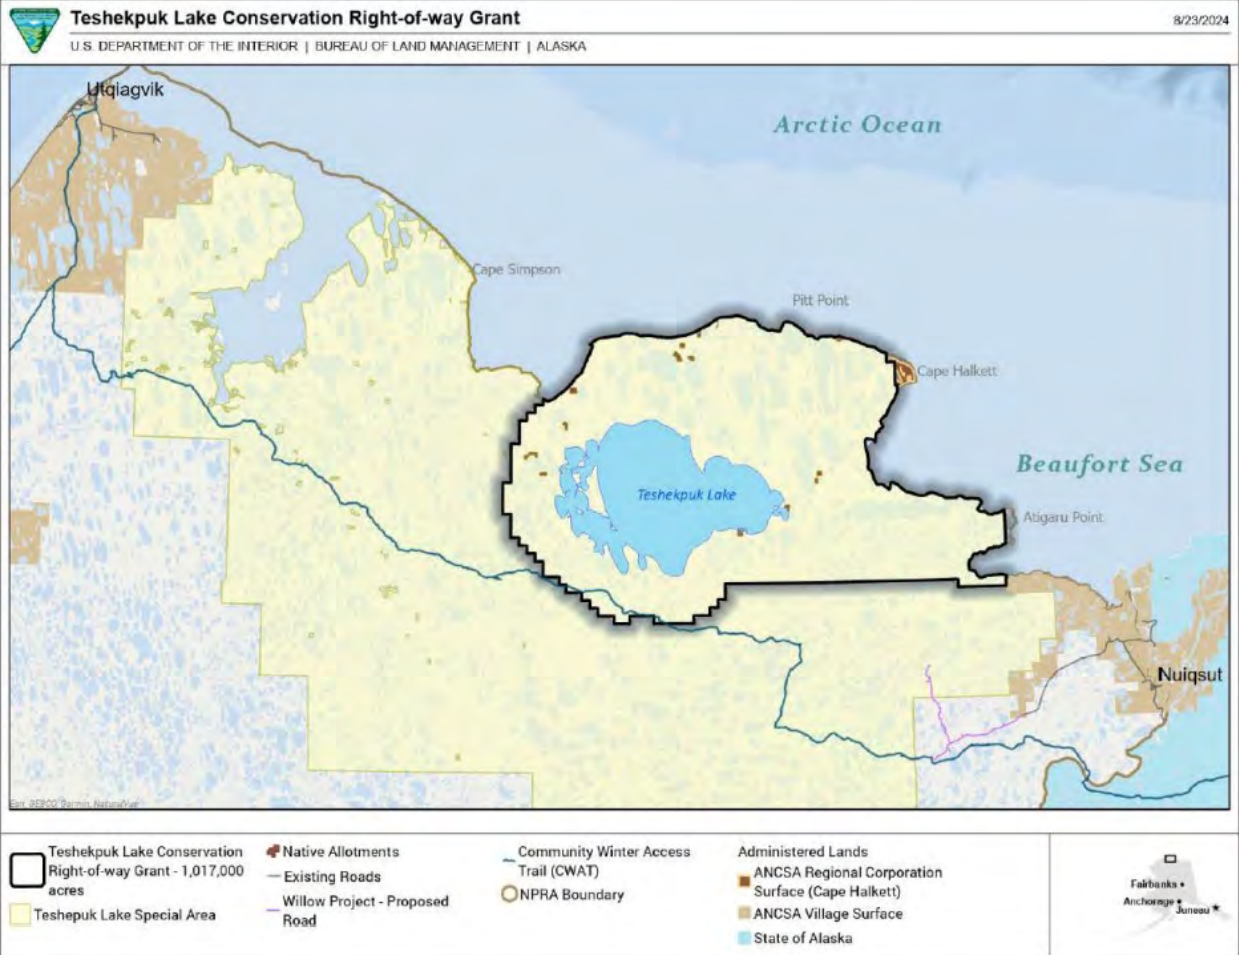 Teshekpuk Lake Conservation Right-of-way Grant
8/23/2024
U.S. DEPARTMENT OF THE INTERIOR | BUREAU OF LAND MANAGEMENT | ALASKA
Utqiagvik
Arctic Ocean
Cape Simpson
Pitt Point
Cape Halkett
Beaufort Sea
Teshekpuk Lake
Atigaru Point
Nuiqsut
Esri, GEBCO, Garmin, NaturalVue
Teshekpuk Lake Conservation
Right-of-way Grant - 1,017,000
acres
Teshepuk Lake Special Area
Native Allotments
Existing Roads
Willow Project - Proposed
Road
Community Winter Access
Trail (CWAT)
NPRA Boundary
Administered Lands
ANCSA Regional Corporation
Surface (Cape Halkett)
ANCSA Village Surface
State of Alaska
Fairbanks
Anchorage
Juneau